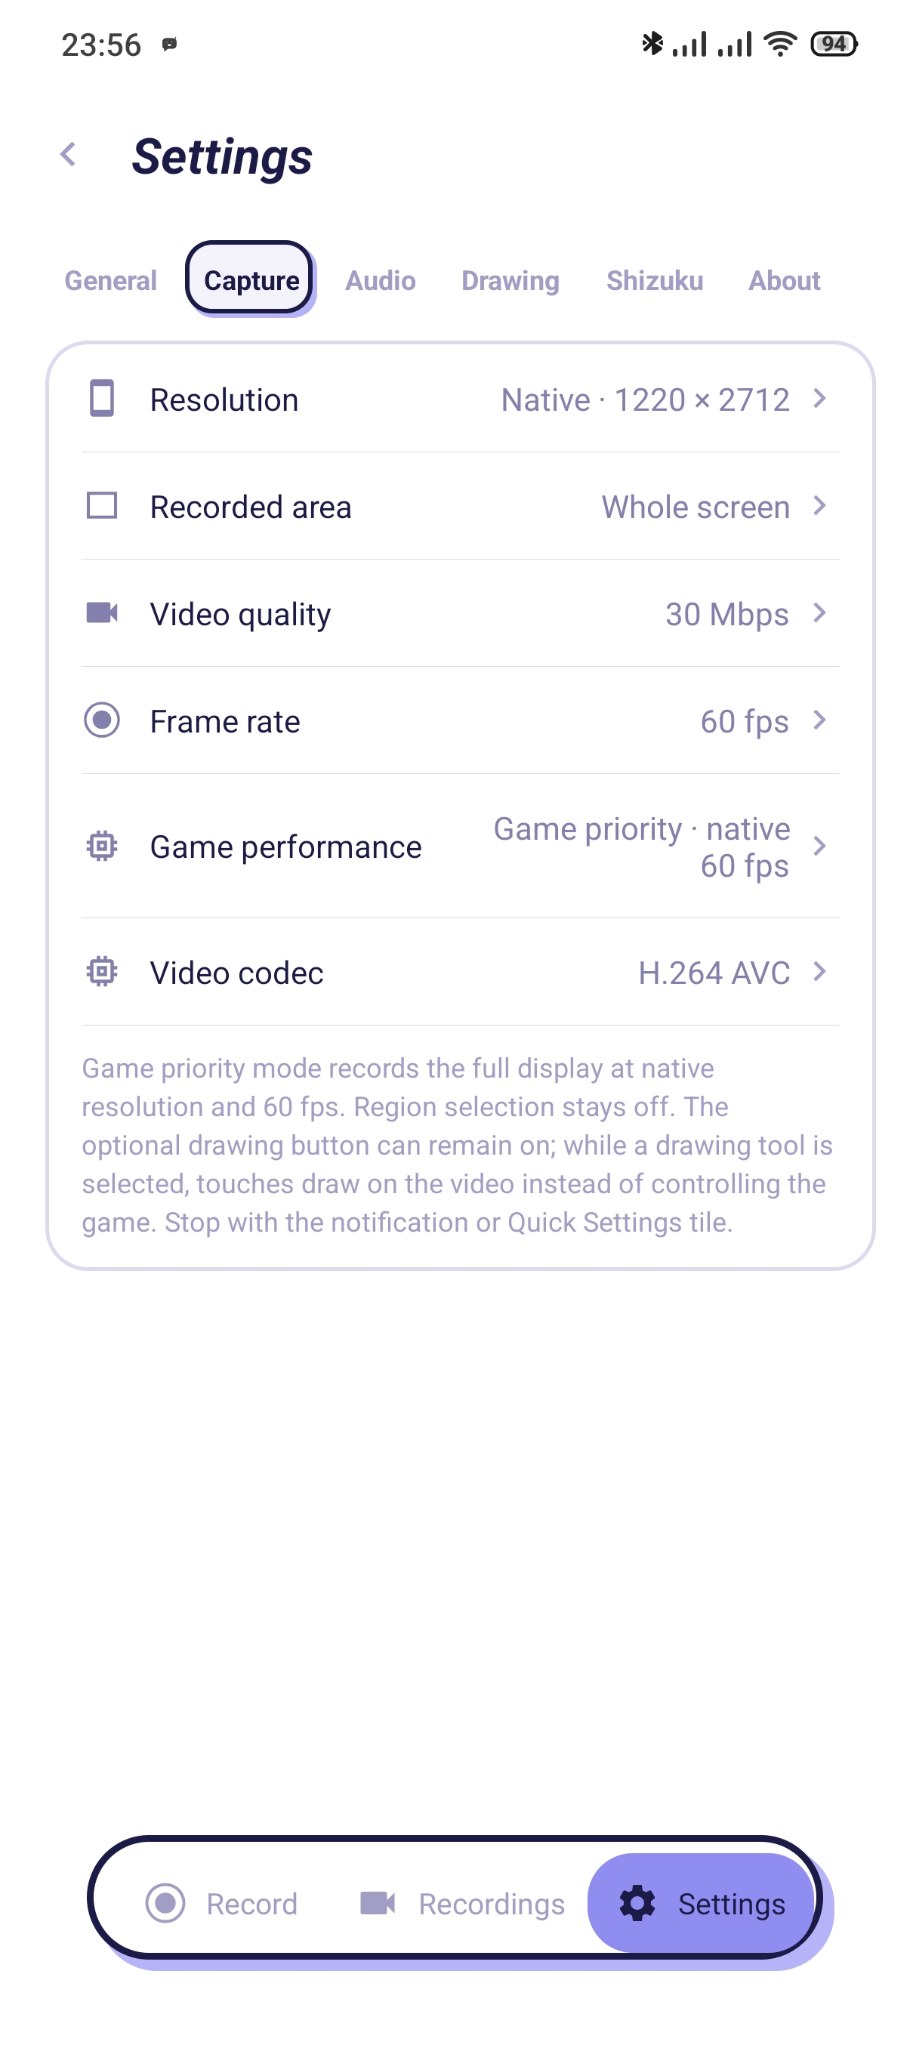 23:56
94
Settings
General Capture Audio Drawing Shizuku About
Resolution Native · 1220 × 2712
Recorded area Whole screen
Video quality 30 Mbps
Frame rate 60 fps
Game performance Game priority · native
60 fps
Video codec H.264 AVC
Game priority mode records the full display at native
resolution and 60 fps. Region selection stays off. The
optional drawing button can remain on; while a drawing tool is
selected, touches draw on the video instead of controlling the
game. Stop with the notification or Quick Settings tile.
Record Recordings Settings